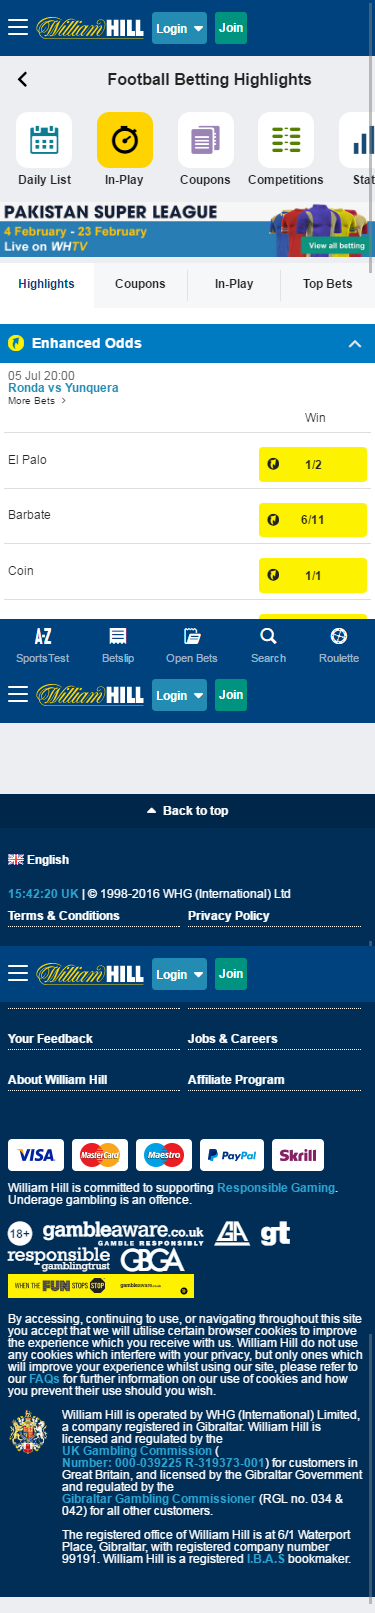 William HILL
Login
Join
Football Betting Highlights
Daily List
In-Play
Coupons
Competitions
Stat
PAKISTAN SUPER LEAGUE
4 February - 23 February
Live on WHTV
View all betting
Highlights
Coupons
In-Play
Top Bets
Enhanced Odds
05 Jul 20:00
Ronda vs Yunquera
More Bets >
Win
El Palo
1/2
Barbate
6/11
Coin
1/1
A-Z
SportsTest
Betslip
Open Bets
Search
Roulette
William HILL
Login
Join
Back to top
English
15:42:20 UK | © 1998-2016 WHG (International) Ltd
Terms & Conditions
Privacy Policy
William HILL
Login
Join
Your Feedback
Jobs & Careers
About William Hill
Affiliate Program
VISA
MasterCard
Maestro
PayPal
Skrill
William Hill is committed to supporting Responsible Gaming.
Underage gambling is an offence.
18+
gambleaware.co.uk
GAMBLE RESPONSIBLY
GA
gt
responsible
gamblingtrust
GBGA
WHEN THE FUN STOPS STOP
gambleaware.co.uk
By accessing, continuing to use, or navigating throughout this site
you accept that we will utilise certain browser cookies to improve
the experience which you receive with us. William Hill do not use
any cookies which interfere with your privacy, but only ones which
will improve your experience whilst using our site, please refer to
our FAQs for further information on our use of cookies and how
you prevent their use should you wish.
William Hill is operated by WHG (International) Limited,
a company registered in Gibraltar. William Hill is
licensed and regulated by the
UK Gambling Commission (
Number: 000-039225 R-319373-001) for customers in
Great Britain, and licensed by the Gibraltar Government
and regulated by the
Gibraltar Gambling Commissioner (RGL no. 034 &
042) for all other customers.
The registered office of William Hill is at 6/1 Waterport
Place, Gibraltar, with registered company number
99191. William Hill is a registered I.B.A.S bookmaker.